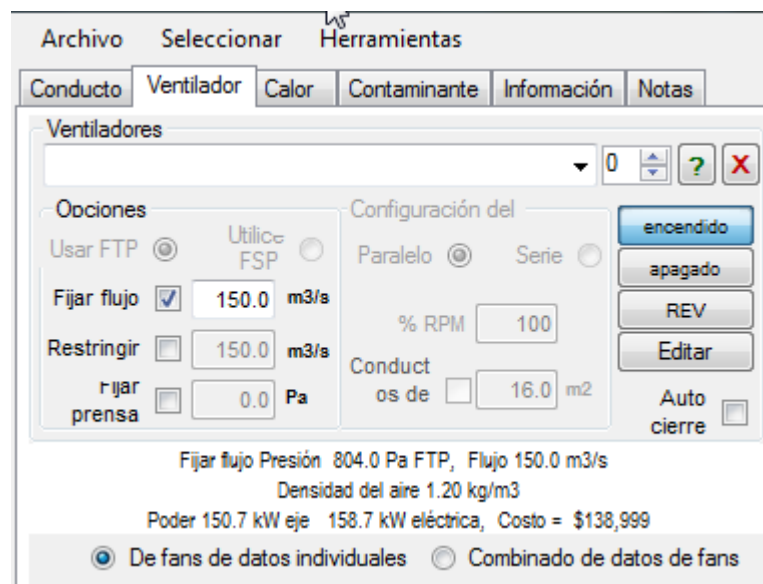 Archivo Seleccionar Herramientas
Conducto Ventilador Calor Contaminante Información Notas
Ventiladores
0 ? X
Opciones
Configuración del
encendido
Usar FTP
Utilice
FSP
Paralelo Serie
apagado
Fijar flujo 150.0 m3/s
REV
% RPM 100
Restringir 150.0 m3/s
Editar
Conduct
os de 16.0 m2
Fijar
prensa 0.0 Pa
Auto
cierre
Fijar flujo Presión 804.0 Pa FTP, Flujo 150.0 m3/s
Densidad del aire 1.20 kg/m3
Poder 150.7 kW eje 158.7 kW eléctrica, Costo = $138,999
De fans de datos individuales Combinado de datos de fans